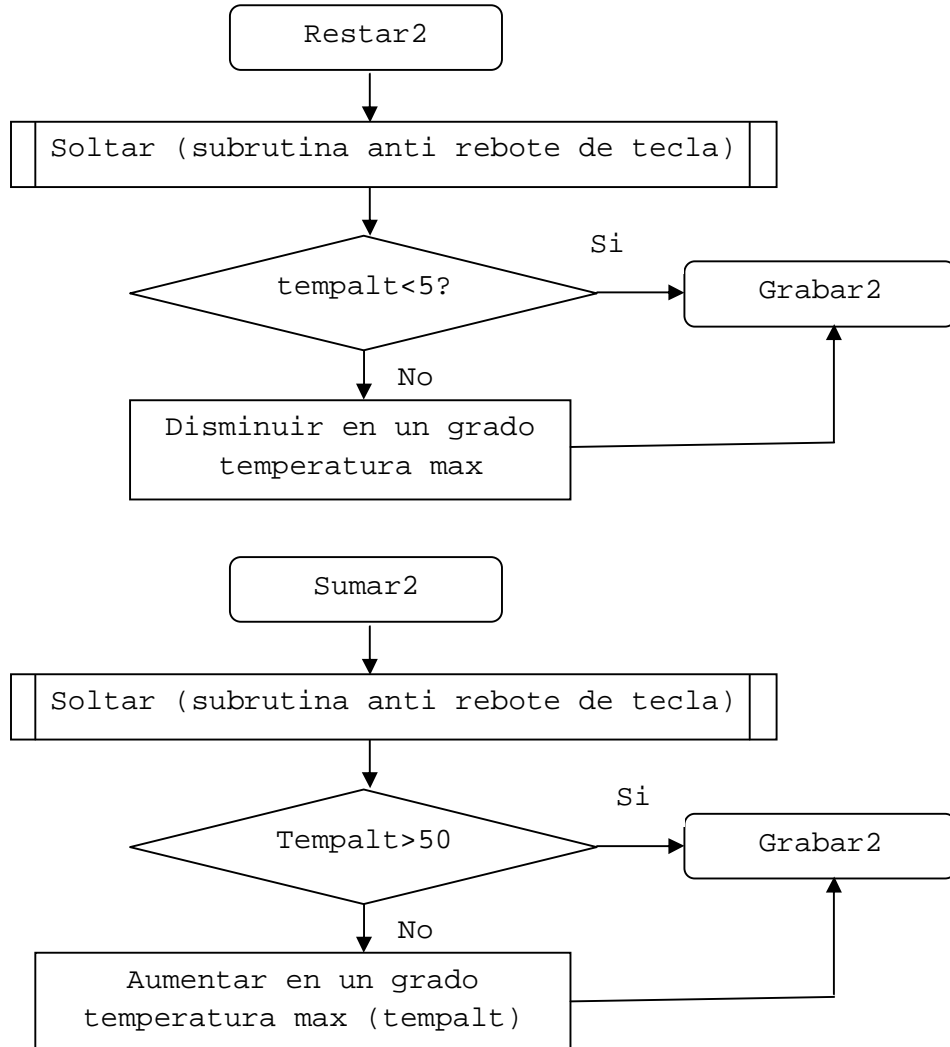 Restar2
Soltar (subrutina anti rebote de tecla)
Si
tempalt<5?
Grabar2
No
Disminuir en un grado
temperatura max
Sumar2
Soltar (subrutina anti rebote de tecla)
Si
Tempalt>50
Grabar2
No
Aumentar en un grado
temperatura max (tempalt)